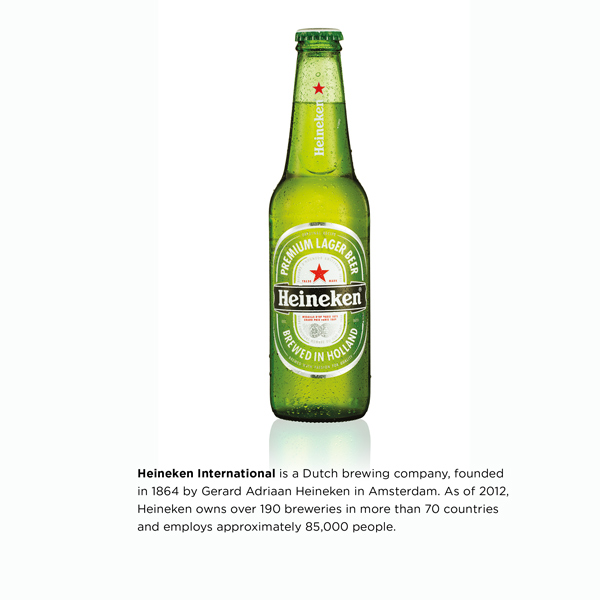 Heineken
PREMIUM LAGER BEER
TRADE MARK
Heineken®
BREWED IN HOLLAND
Heineken International is a Dutch brewing company, founded
in 1864 by Gerard Adriaan Heineken in Amsterdam. As of 2012,
Heineken owns over 190 breweries in more than 70 countries
and employs approximately 85,000 people.